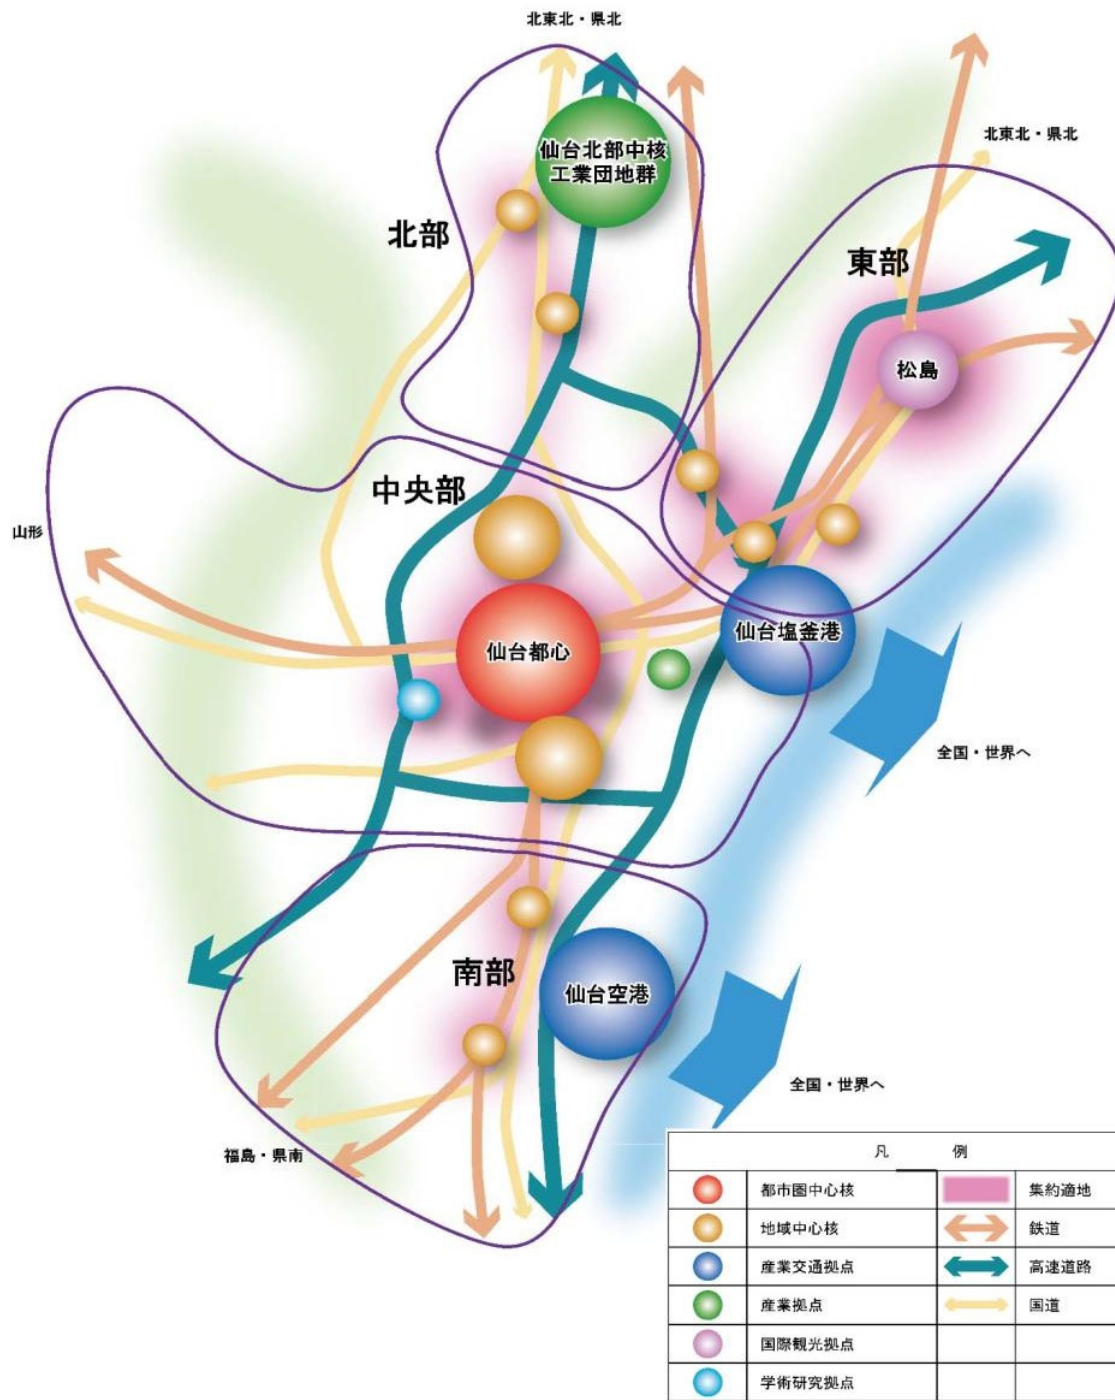 北東北・県北
北東北・県北
仙台北部中核
工業団地群
北部
東部
松島
中央部
山形
仙台都心
仙台塩釜港
全国・世界へ
南部
仙台空港
全国・世界へ
福島・県南
凡 例
都市圏中心核 集約適地
地域中心核 鉄道
産業交通拠点 高速道路
産業拠点 国道
国際観光拠点
学術研究拠点